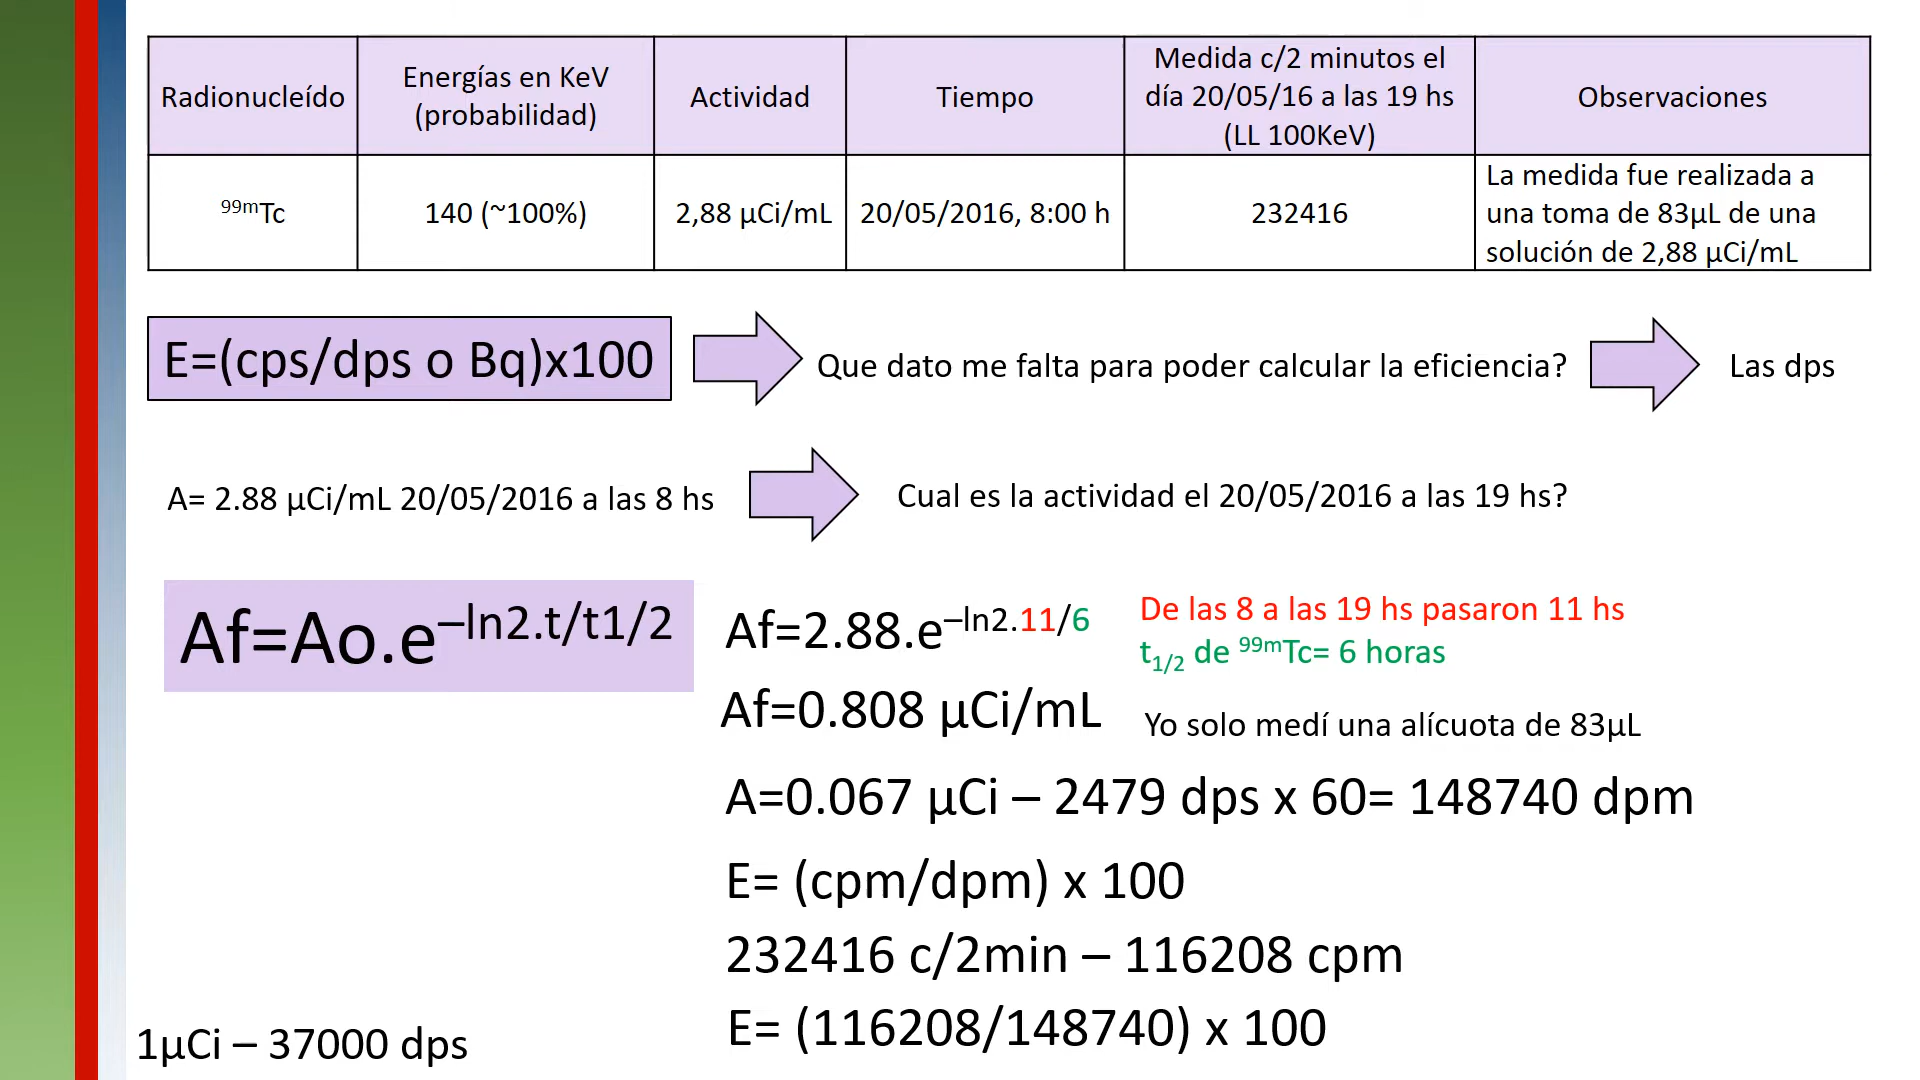 Radionucleído
Energías en KeV
(probabilidad)
Actividad
Tiempo
Medida c/2 minutos el
día 20/05/16 a las 19 hs
(LL 100KeV)
Observaciones
99mTc
140 (~100%)
2,88 µCi/mL
20/05/2016, 8:00 h
232416
La medida fue realizada a
una toma de 83µL de una
solución de 2,88 µCi/mL
E=(cps/dps o Bq)x100
Que dato me falta para poder calcular la eficiencia?
Las dps
A= 2.88 µCi/mL 20/05/2016 a las 8 hs
Cual es la actividad el 20/05/2016 a las 19 hs?
Af=Ao.e–ln2.t/t1/2
Af=2.88.e–ln2.11/6
De las 8 a las 19 hs pasaron 11 hs
t1/2 de 99mTc= 6 horas
Af=0.808 µCi/mL
Yo solo medí una alícuota de 83µL
A=0.067 µCi – 2479 dps x 60= 148740 dpm
E= (cpm/dpm) x 100
232416 c/2min – 116208 cpm
E= (116208/148740) x 100
1µCi – 37000 dps